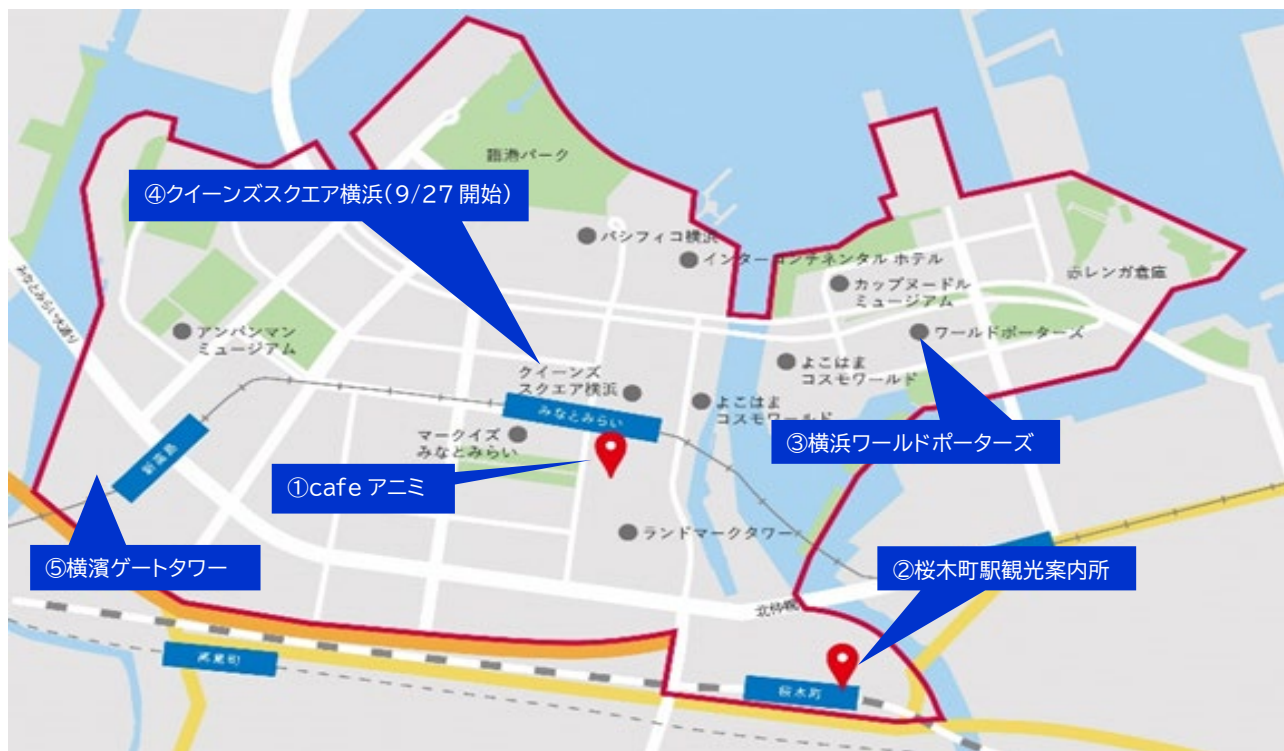 臨港パーク
④クイーンズスクエア横浜(9/27 開始)
パシフィコ横浜
インターコンチネンタル ホテル
カップヌードル
ミュージアム
赤レンガ倉庫
みなとみらい大通り
アンパンマン
ミュージアム
ワールドポーターズ
よこはま
コスモワールド
クイーンズ
スクエア横浜
みなとみらい
よこはま
コスモワールド
マークイズ
みなとみらい
③横浜ワールドポーターズ
新高島
①cafe アニミ
ランドマークタワー
⑤横濱ゲートタワー
②桜木町駅観光案内所
北仲橋
高島町
桜木町